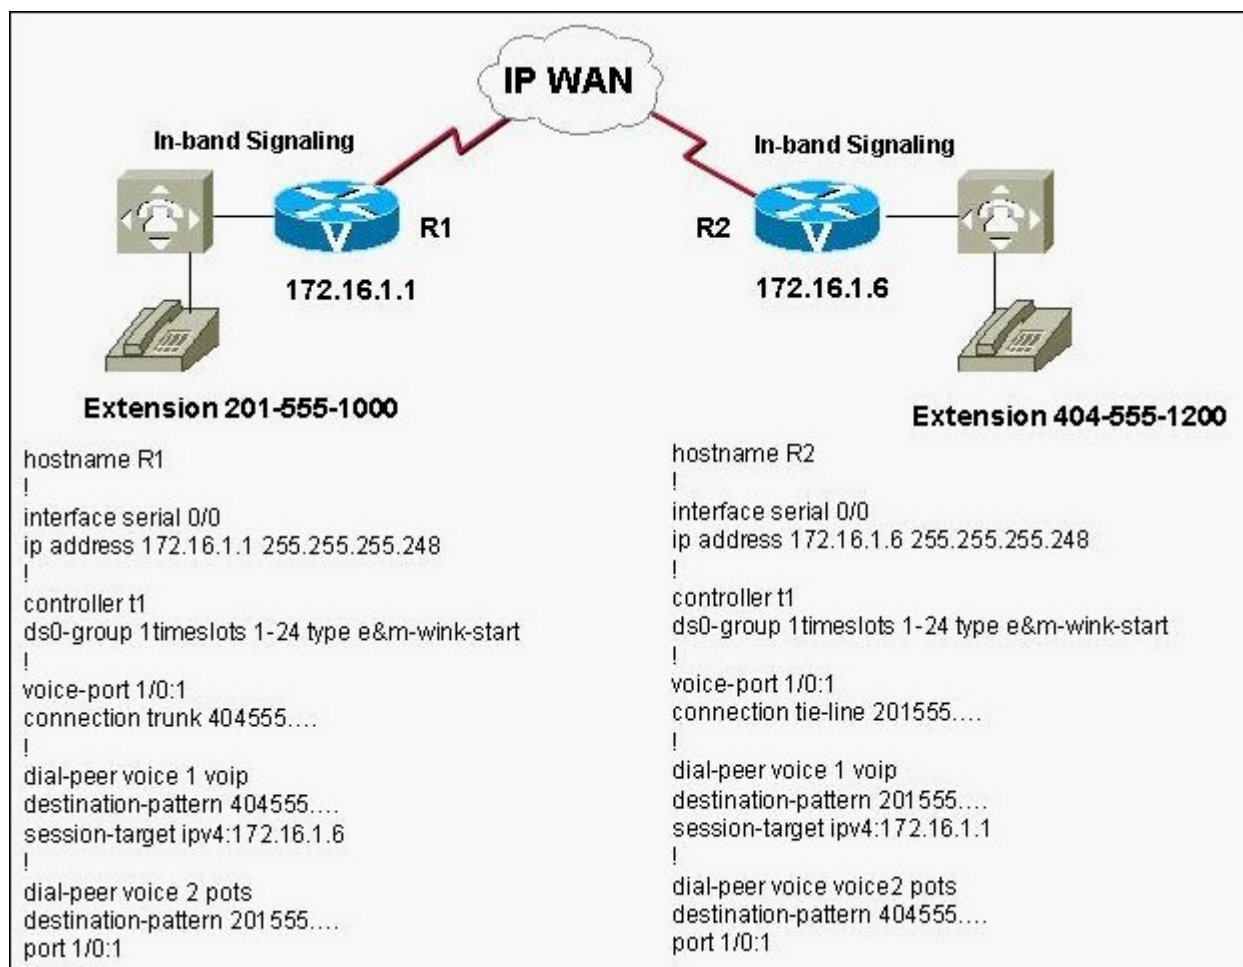 IP WAN
In-band Signaling
In-band Signaling
R1
R2
172.16.1.1
172.16.1.6
Extension 201-555-1000
Extension 404-555-1200
hostname R1
!
interface serial 0/0
ip address 172.16.1.1 255.255.255.248
!
controller t1
ds0-group 1timeslots 1-24 type e&m-wink-start
!
voice-port 1/0:1
connection trunk 404555....
!
dial-peer voice 1 voip
destination-pattern 404555....
session-target ipv4:172.16.1.6
!
dial-peer voice 2 pots
destination-pattern 201555....
port 1/0:1
hostname R2
!
interface serial 0/0
ip address 172.16.1.6 255.255.255.248
!
controller t1
ds0-group 1timeslots 1-24 type e&m-wink-start
!
voice-port 1/0:1
connection tie-line 201555....
!
dial-peer voice 1 voip
destination-pattern 201555....
session-target ipv4:172.16.1.1
!
dial-peer voice voice2 pots
destination-pattern 404555....
port 1/0:1